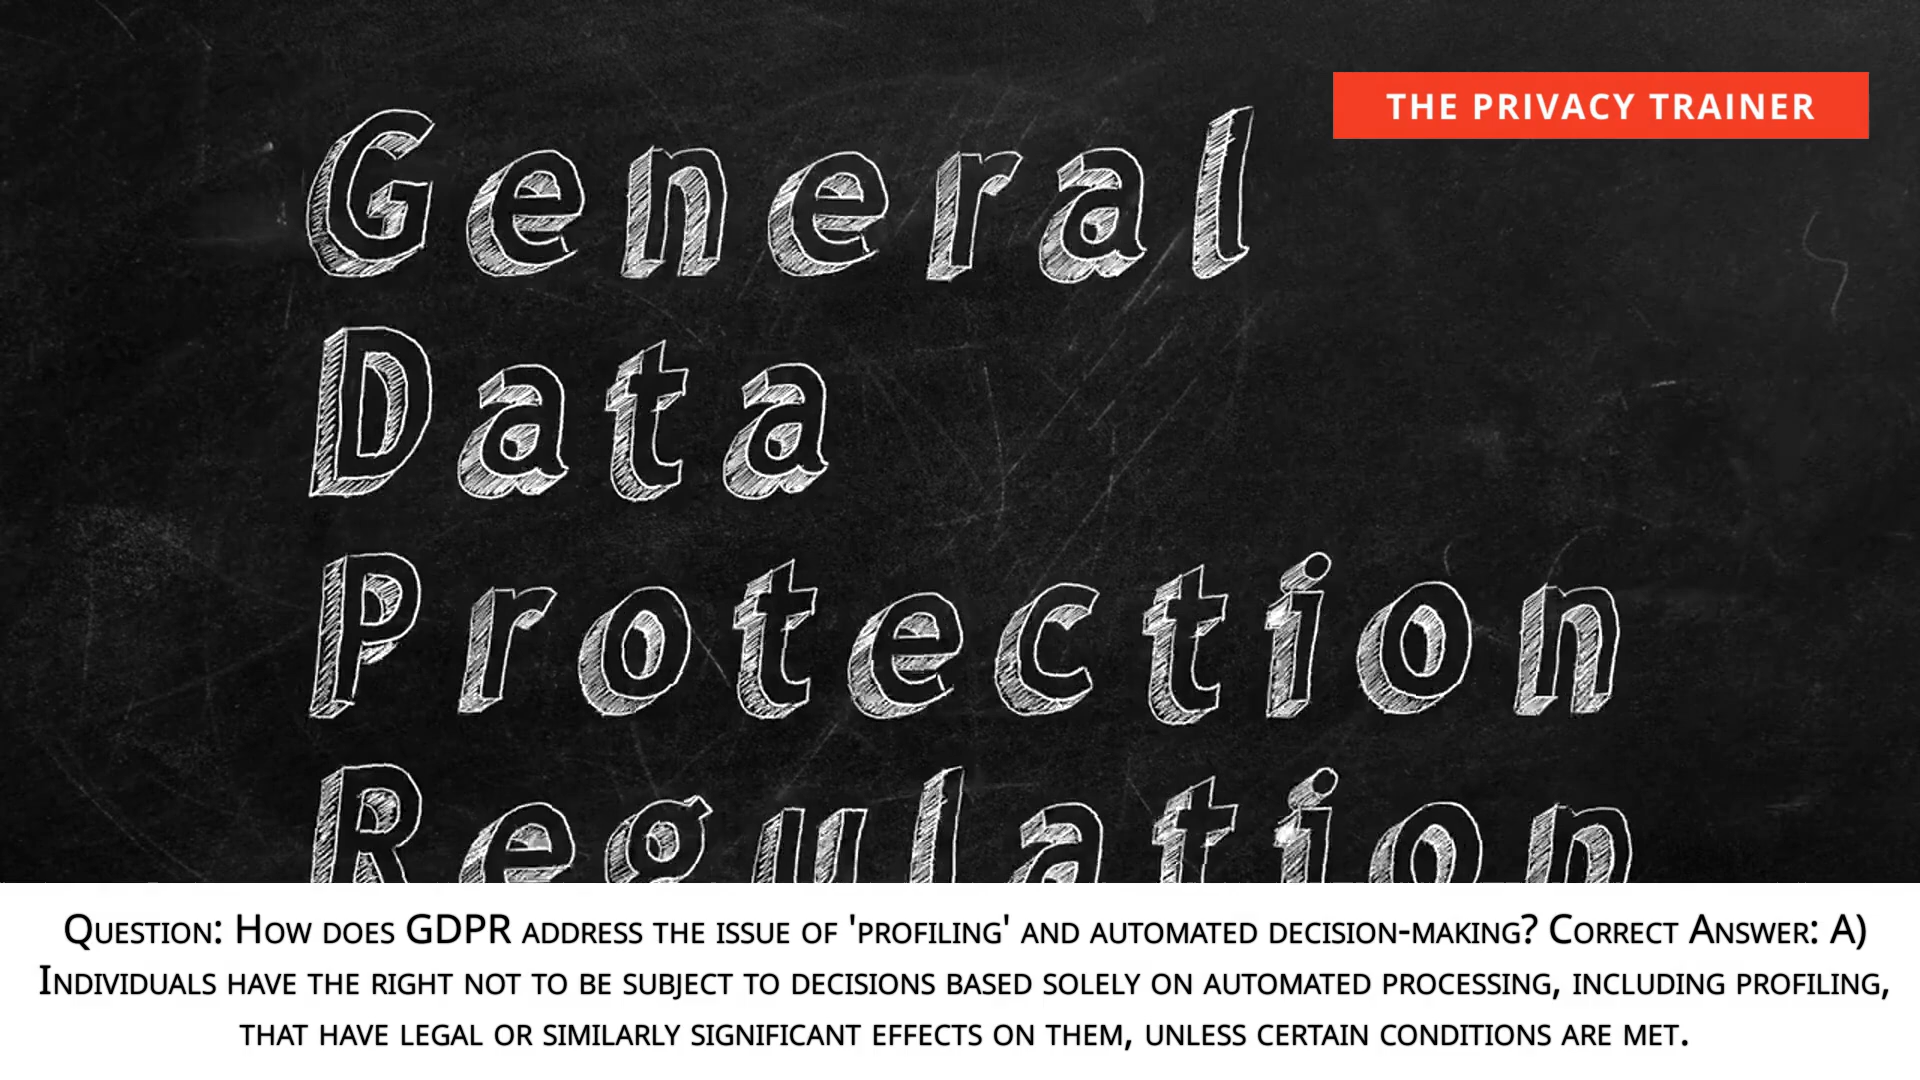 THE PRIVACY TRAINER
General
Data
Protection
Regulation
Question: How does GDPR address the issue of 'profiling' and automated decision-making? Correct Answer: A)
Individuals have the right not to be subject to decisions based solely on automated processing, including profiling,
that have legal or similarly significant effects on them, unless certain conditions are met.